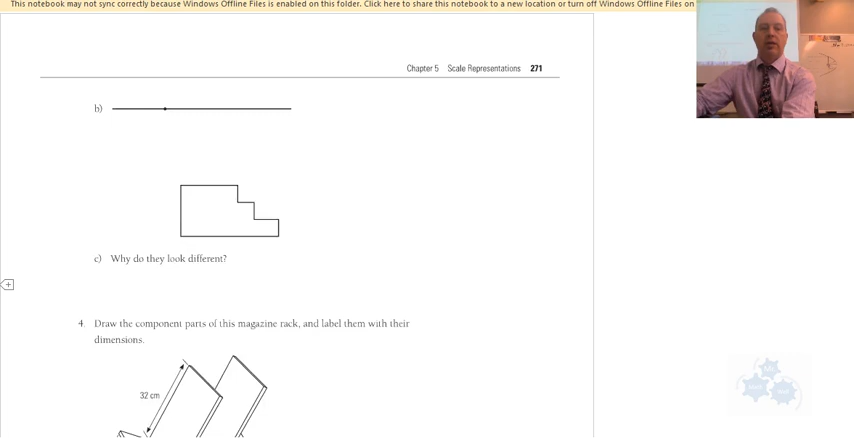 This notebook may not sync correctly because Windows Offline Files is enabled on this folder. Click here to share this notebook to a new location or turn off Windows Offline Files on
Chapter 5 Scale Representations 271
b)
c) Why do they look different?
4. Draw the component parts of this magazine rack, and label them with their
dimensions.
32 cm